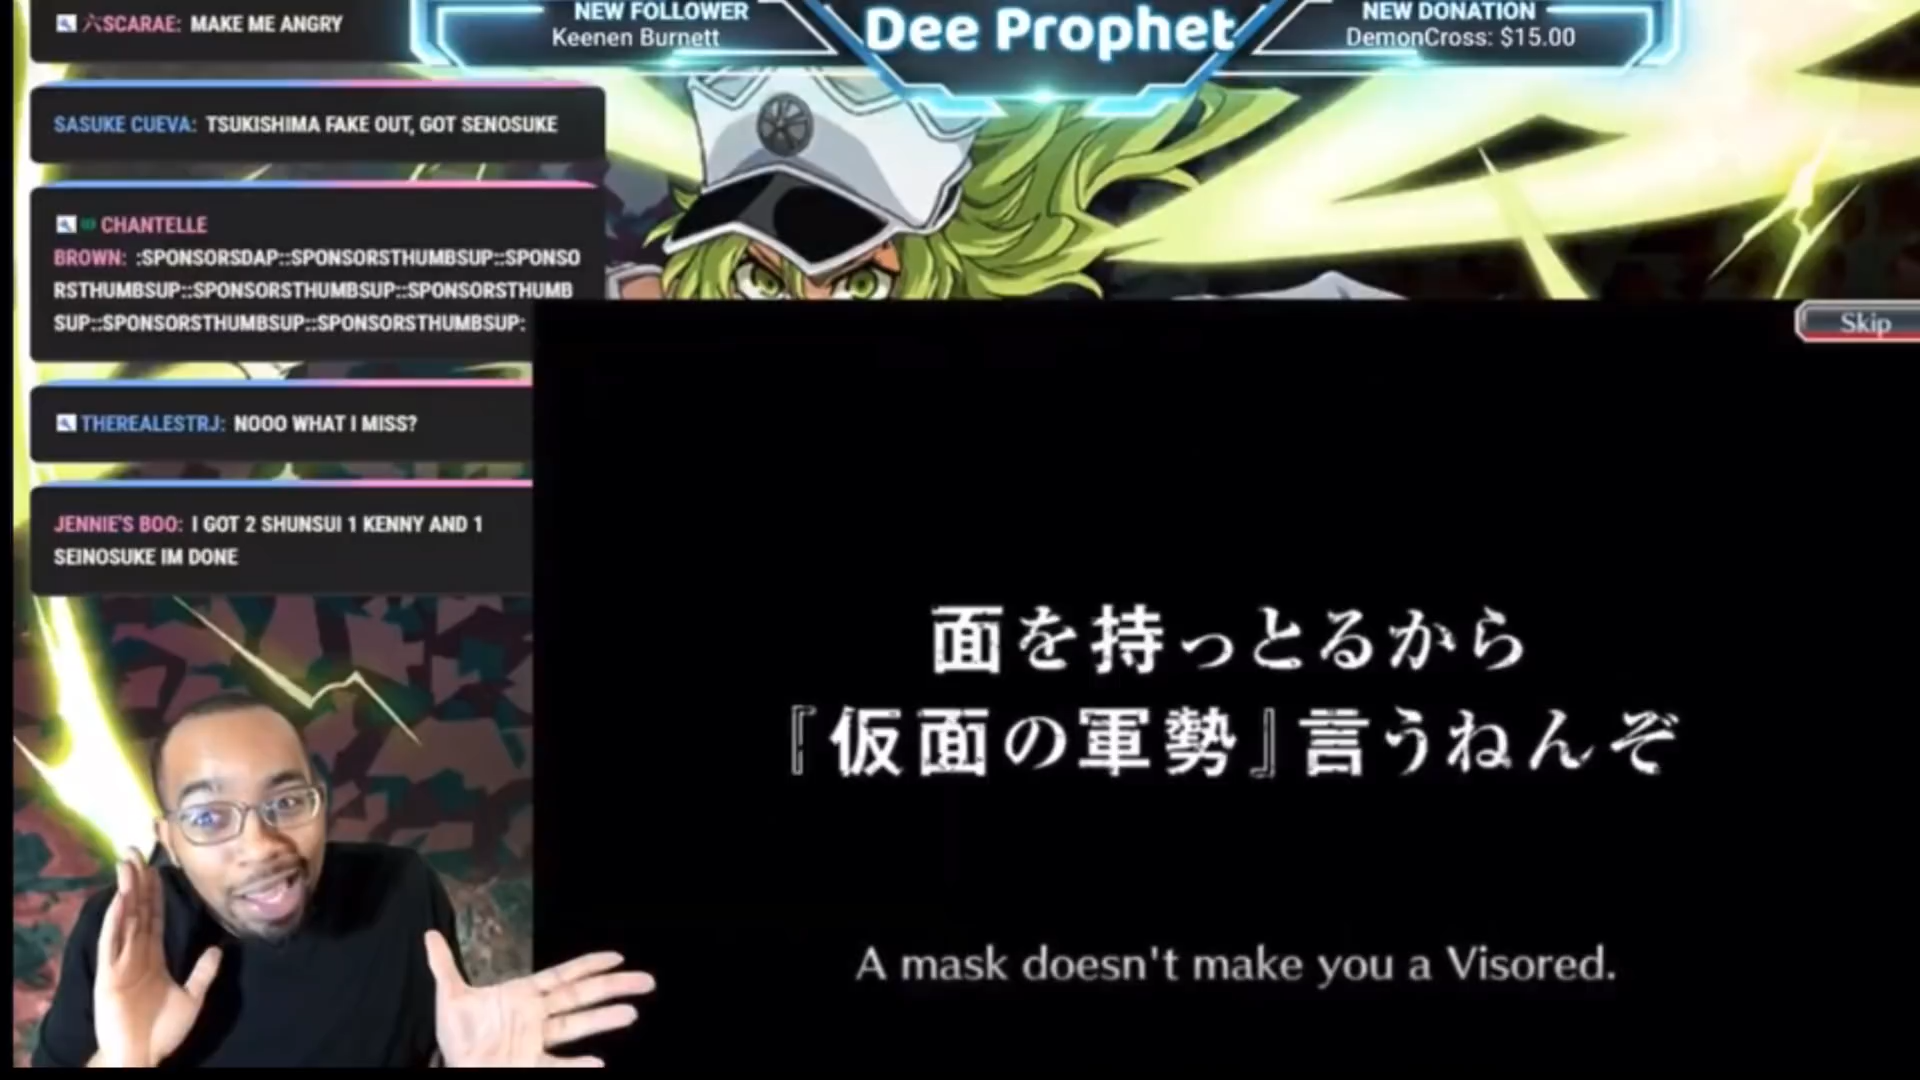 六SCARAE: MAKE ME ANGRY
NEW FOLLOWER
Keenen Burnett
Dee Prophet
NEW DONATION
DemonCross: $15.00
SASUKE CUEVA: TSUKISHIMA FAKE OUT, GOT SENOSUKE
CHANTELLE
BROWN: :SPONSORSDAP::SPONSORSTHUMBSUP::SPONSO
RSTHUMBSUP::SPONSORSTHUMBSUP::SPONSORSTHUMB
SUP::SPONSORSTHUMBSUP::SPONSORSTHUMBSUP:
THEREALESTRJ: NOOO WHAT I MISS?
JENNIE'S BOO: I GOT 2 SHUNSUI 1 KENNY AND 1
SEINOSUKE IM DONE
Skip
面を持っとるから
『仮面の軍勢』言うねんぞ
A mask doesn't make you a Visored.